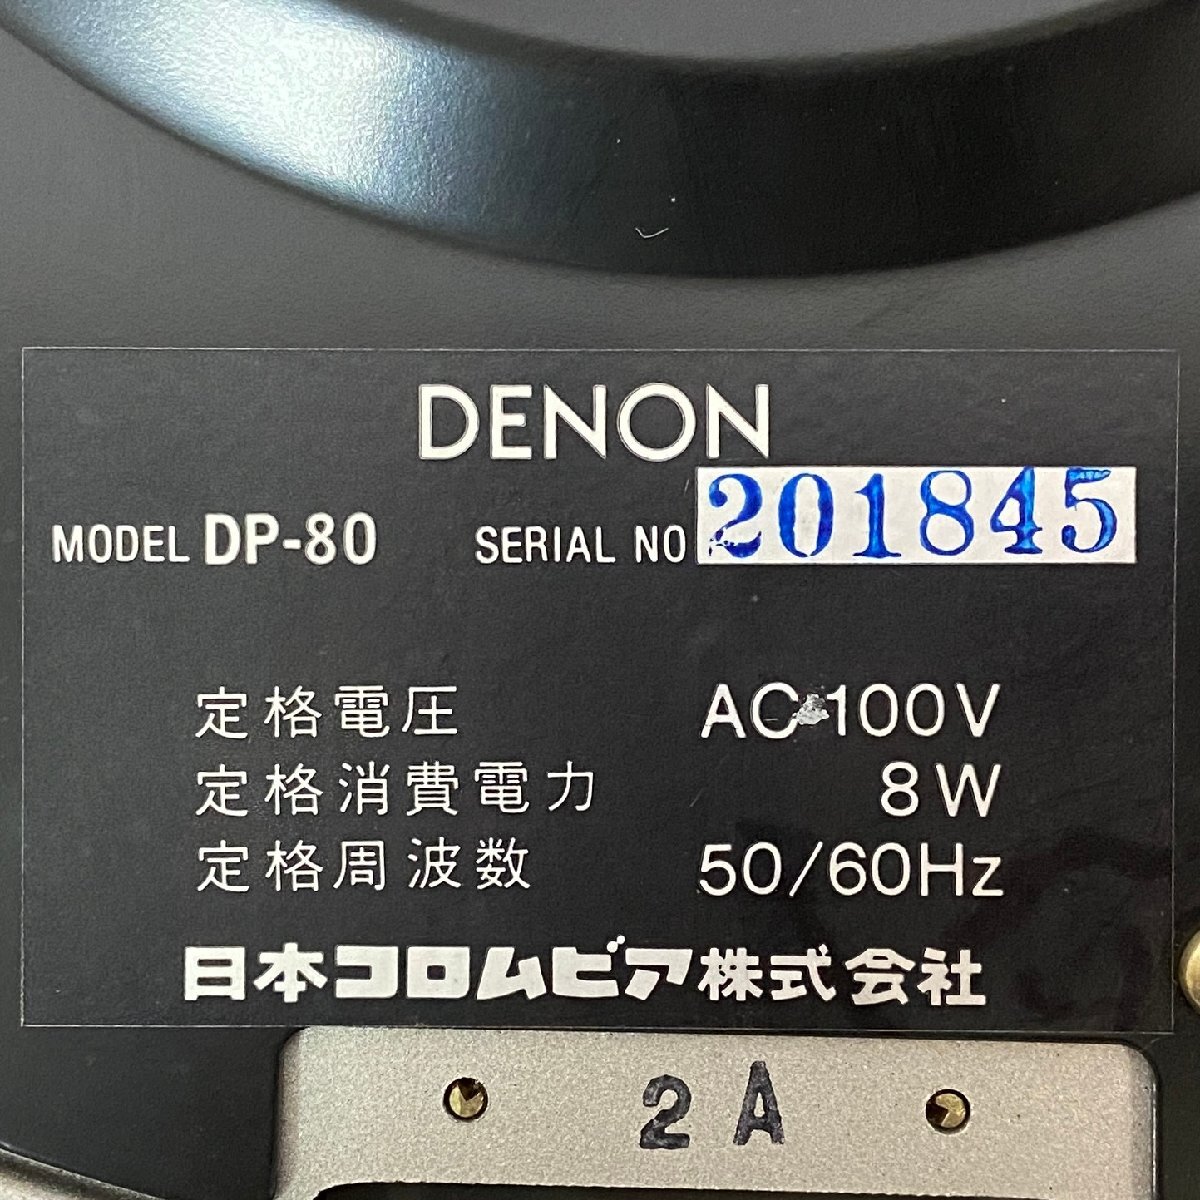 DENON
MODEL DP-80 SERIAL NO 201845
定格電圧 AC 100V
定格消費電力 8W
定格周波数 50/60Hz
日本コロムビア株式会社
2 A